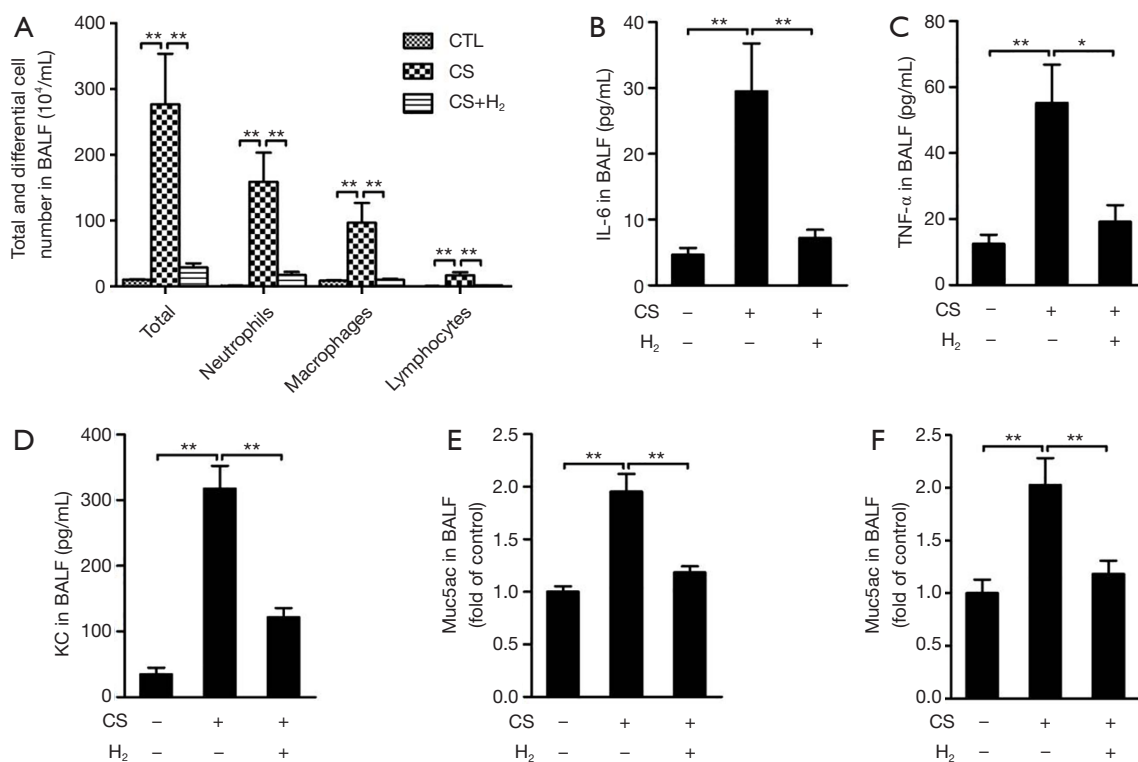 A
Total and differential cell
number in BALF (10⁴/mL)
400
300
200
100
0
** **
** **
** **
** **
CTL
CS
CS+H₂
Total
Neutrophils
Macrophages
Lymphocytes
B
IL-6 in BALF (pg/mL)
40
30
20
10
0
** **
CS – + +
H₂ – – +
C
TNF-α in BALF (pg/mL)
80
60
40
20
0
** *
CS – + +
H₂ – – +
D
KC in BALF (pg/mL)
400
300
200
100
0
** **
CS – + +
H₂ – – +
E
Muc5ac in BALF
(fold of control)
2.5
2.0
1.5
1.0
0.5
0.0
** **
CS – + +
H₂ – – +
F
Muc5ac in BALF
(fold of control)
2.5
2.0
1.5
1.0
0.5
0.0
** **
CS – + +
H₂ – – +